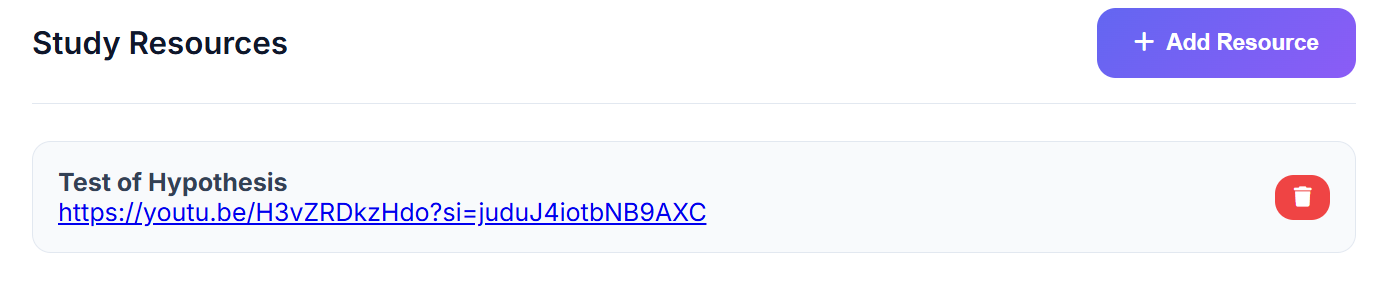 Study Resources
+ Add Resource
Test of Hypothesis
https://youtu.be/H3vZRDkzHdo?si=juduJ4iotbNB9AXC